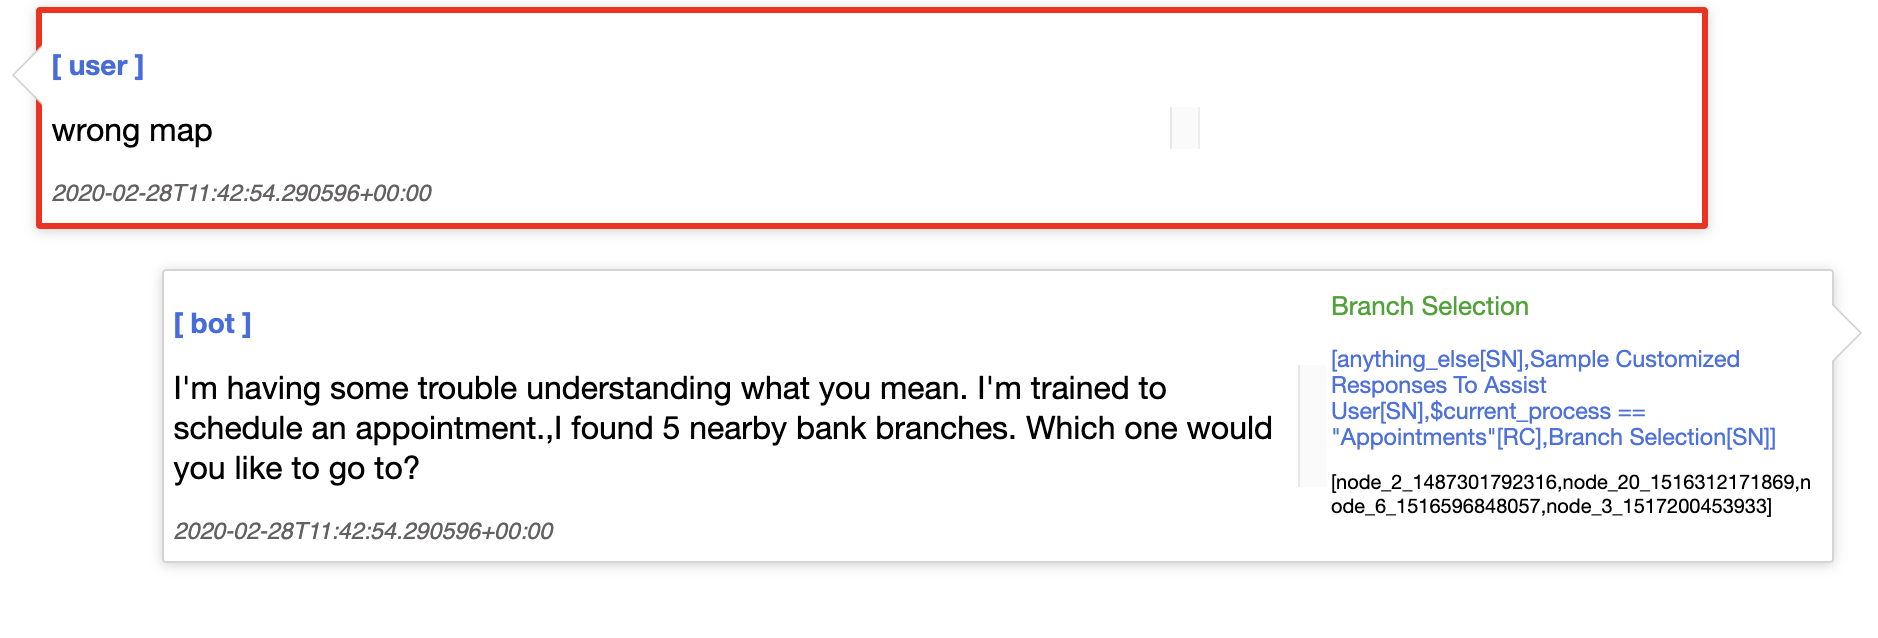 [ user ]
wrong map
2020-02-28T11:42:54.290596+00:00
[ bot ]
I'm having some trouble understanding what you mean. I'm trained to
schedule an appointment.,I found 5 nearby bank branches. Which one would
you like to go to?
2020-02-28T11:42:54.290596+00:00
Branch Selection
[anything_else[SN],Sample Customized
Responses To Assist
User[SN],$current_process ==
"Appointments"[RC],Branch Selection[SN]]
[node_2_1487301792316,node_20_1516312171869,n
ode_6_1516596848057,node_3_1517200453933]